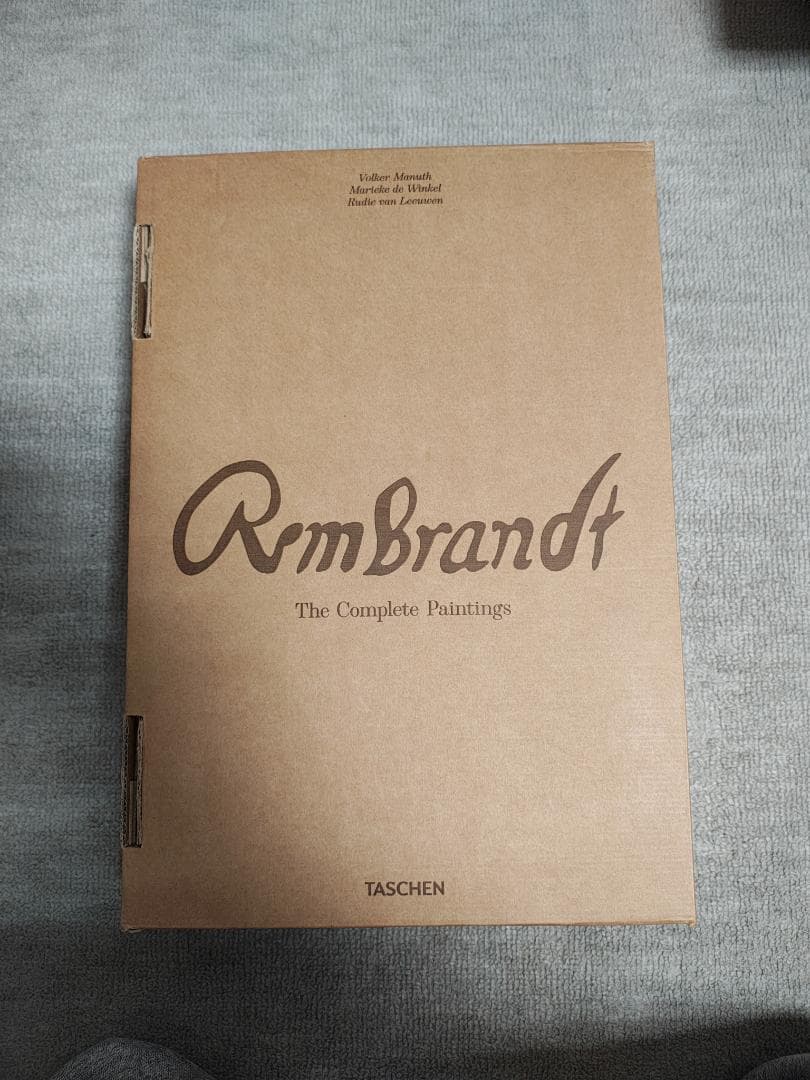 Volker Manuth
Marieke de Winkel
Rudie van Leeuwen
Rembrandt
The Complete Paintings
TASCHEN